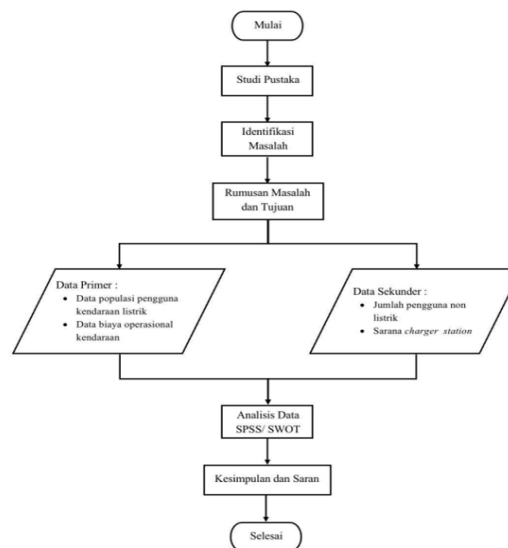 Mulai
Studi Pustaka
Identifikasi
Masalah
Rumusan Masalah
dan Tujuan
Data Primer :
• Data populasi pengguna
kendaraan listrik
• Data biaya operasional
kendaraan
Data Sekunder :
• Jumlah pengguna non
listrik
• Sarana charger station
Analisis Data
SPSS/ SWOT
Kesimpulan dan Saran
Selesai